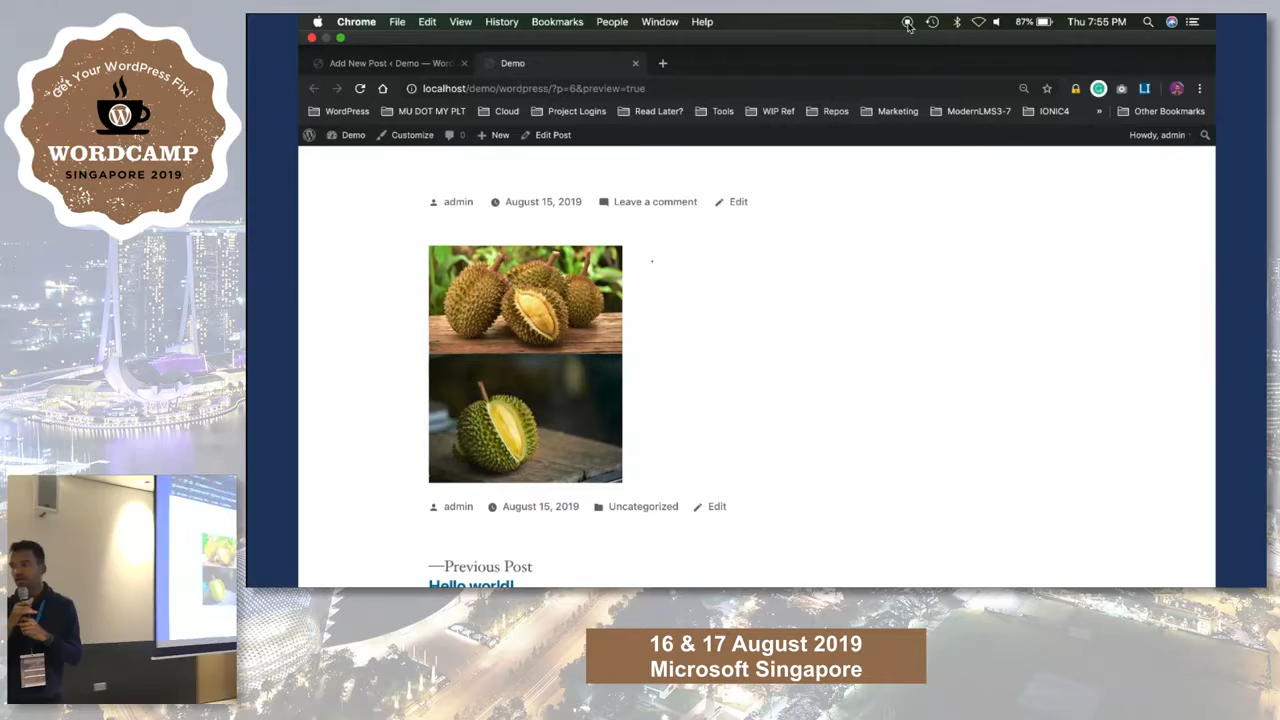 Get Your WordPress Fix!
WORDCAMP
SINGAPORE 2019
Chrome File Edit View History Bookmarks People Window Help 87% Thu 7:55 PM
Add New Post ‹ Demo — Word Demo
localhost/demo/wordpress/?p=6&preview=true
WordPress MU DOT MY PLT Cloud Project Logins Read Later? Tools WIP Ref Repos Marketing ModernLMS3-7 IONIC4 » Other Bookmarks
Demo Customize 0 New Edit Post Howdy, admin
admin August 15, 2019 Leave a comment Edit
admin August 15, 2019 Uncategorized Edit
—Previous Post
Hello world!
16 & 17 August 2019
Microsoft Singapore